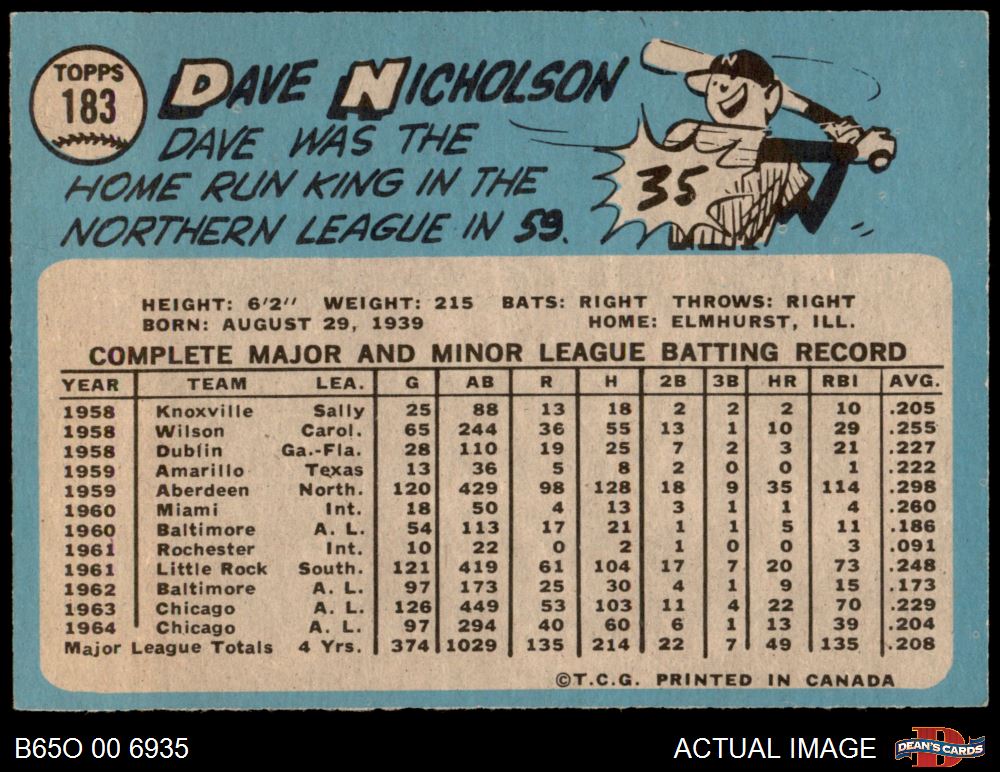 TOPPS
183
DAVE NICHOLSON
DAVE WAS THE
HOME RUN KING IN THE
NORTHERN LEAGUE IN 59.
N
35
HEIGHT: 6'2" WEIGHT: 215 BATS: RIGHT THROWS: RIGHT
BORN: AUGUST 29, 1939 HOME: ELMHURST, ILL.
COMPLETE MAJOR AND MINOR LEAGUE BATTING RECORD
YEAR TEAM LEA. G AB R H 2B 3B HR RBI AVG.
1958 Knoxville Sally 25 88 13 18 2 2 2 10 .205
1958 Wilson Carol. 65 244 36 55 13 1 10 29 .255
1958 Dublin Ga.-Fla. 28 110 19 25 7 2 3 21 .227
1959 Amarillo Texas 13 36 5 8 2 0 0 1 .222
1959 Aberdeen North. 120 429 98 128 18 9 35 114 .298
1960 Miami Int. 18 50 4 13 3 1 1 4 .260
1960 Baltimore A. L. 54 113 17 21 1 1 5 11 .186
1961 Rochester Int. 10 22 0 2 1 0 0 3 .091
1961 Little Rock South. 121 419 61 104 17 7 20 73 .248
1962 Baltimore A. L. 97 173 25 30 4 1 9 15 .173
1963 Chicago A. L. 126 449 53 103 11 4 22 70 .229
1964 Chicago A. L. 97 294 40 60 6 1 13 39 .204
Major League Totals 4 Yrs. 374 1029 135 214 22 7 49 135 .208
©T.C.G. PRINTED IN CANADA
B65O 00 6935 ACTUAL IMAGE DEAN'S CARDS